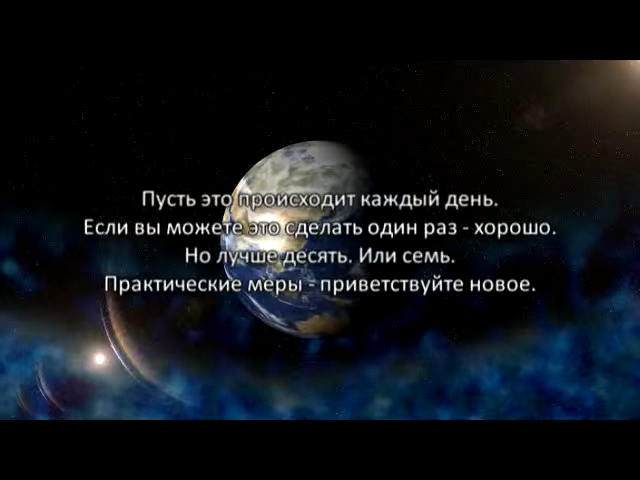 Пусть это происходит каждый день.
Если вы можете это сделать один раз - хорошо.
Но лучше десять. Или семь.
Практические меры - приветствуйте новое.